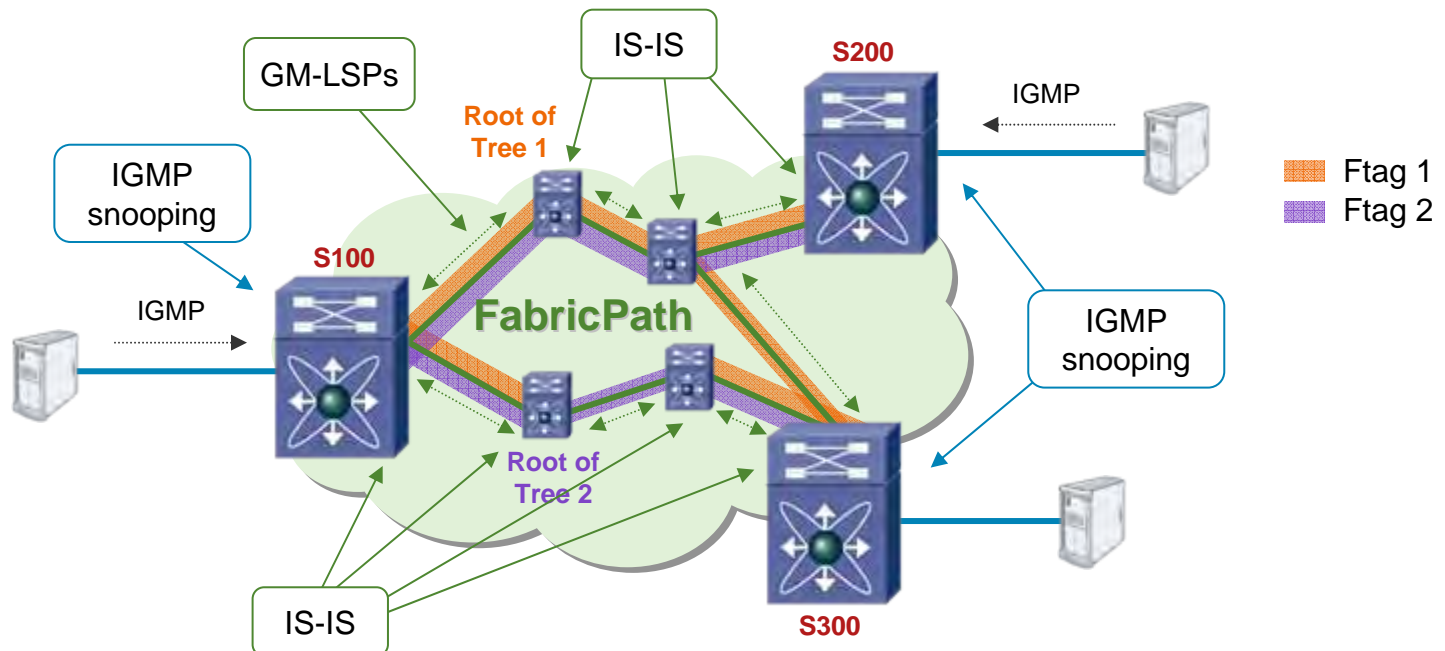 IS-IS
S200
GM-LSPs
IGMP
Root of
Tree 1
Ftag 1
IGMP
snooping
Ftag 2
S100
IGMP
FabricPath
IGMP
snooping
Root of
Tree 2
IS-IS
S300